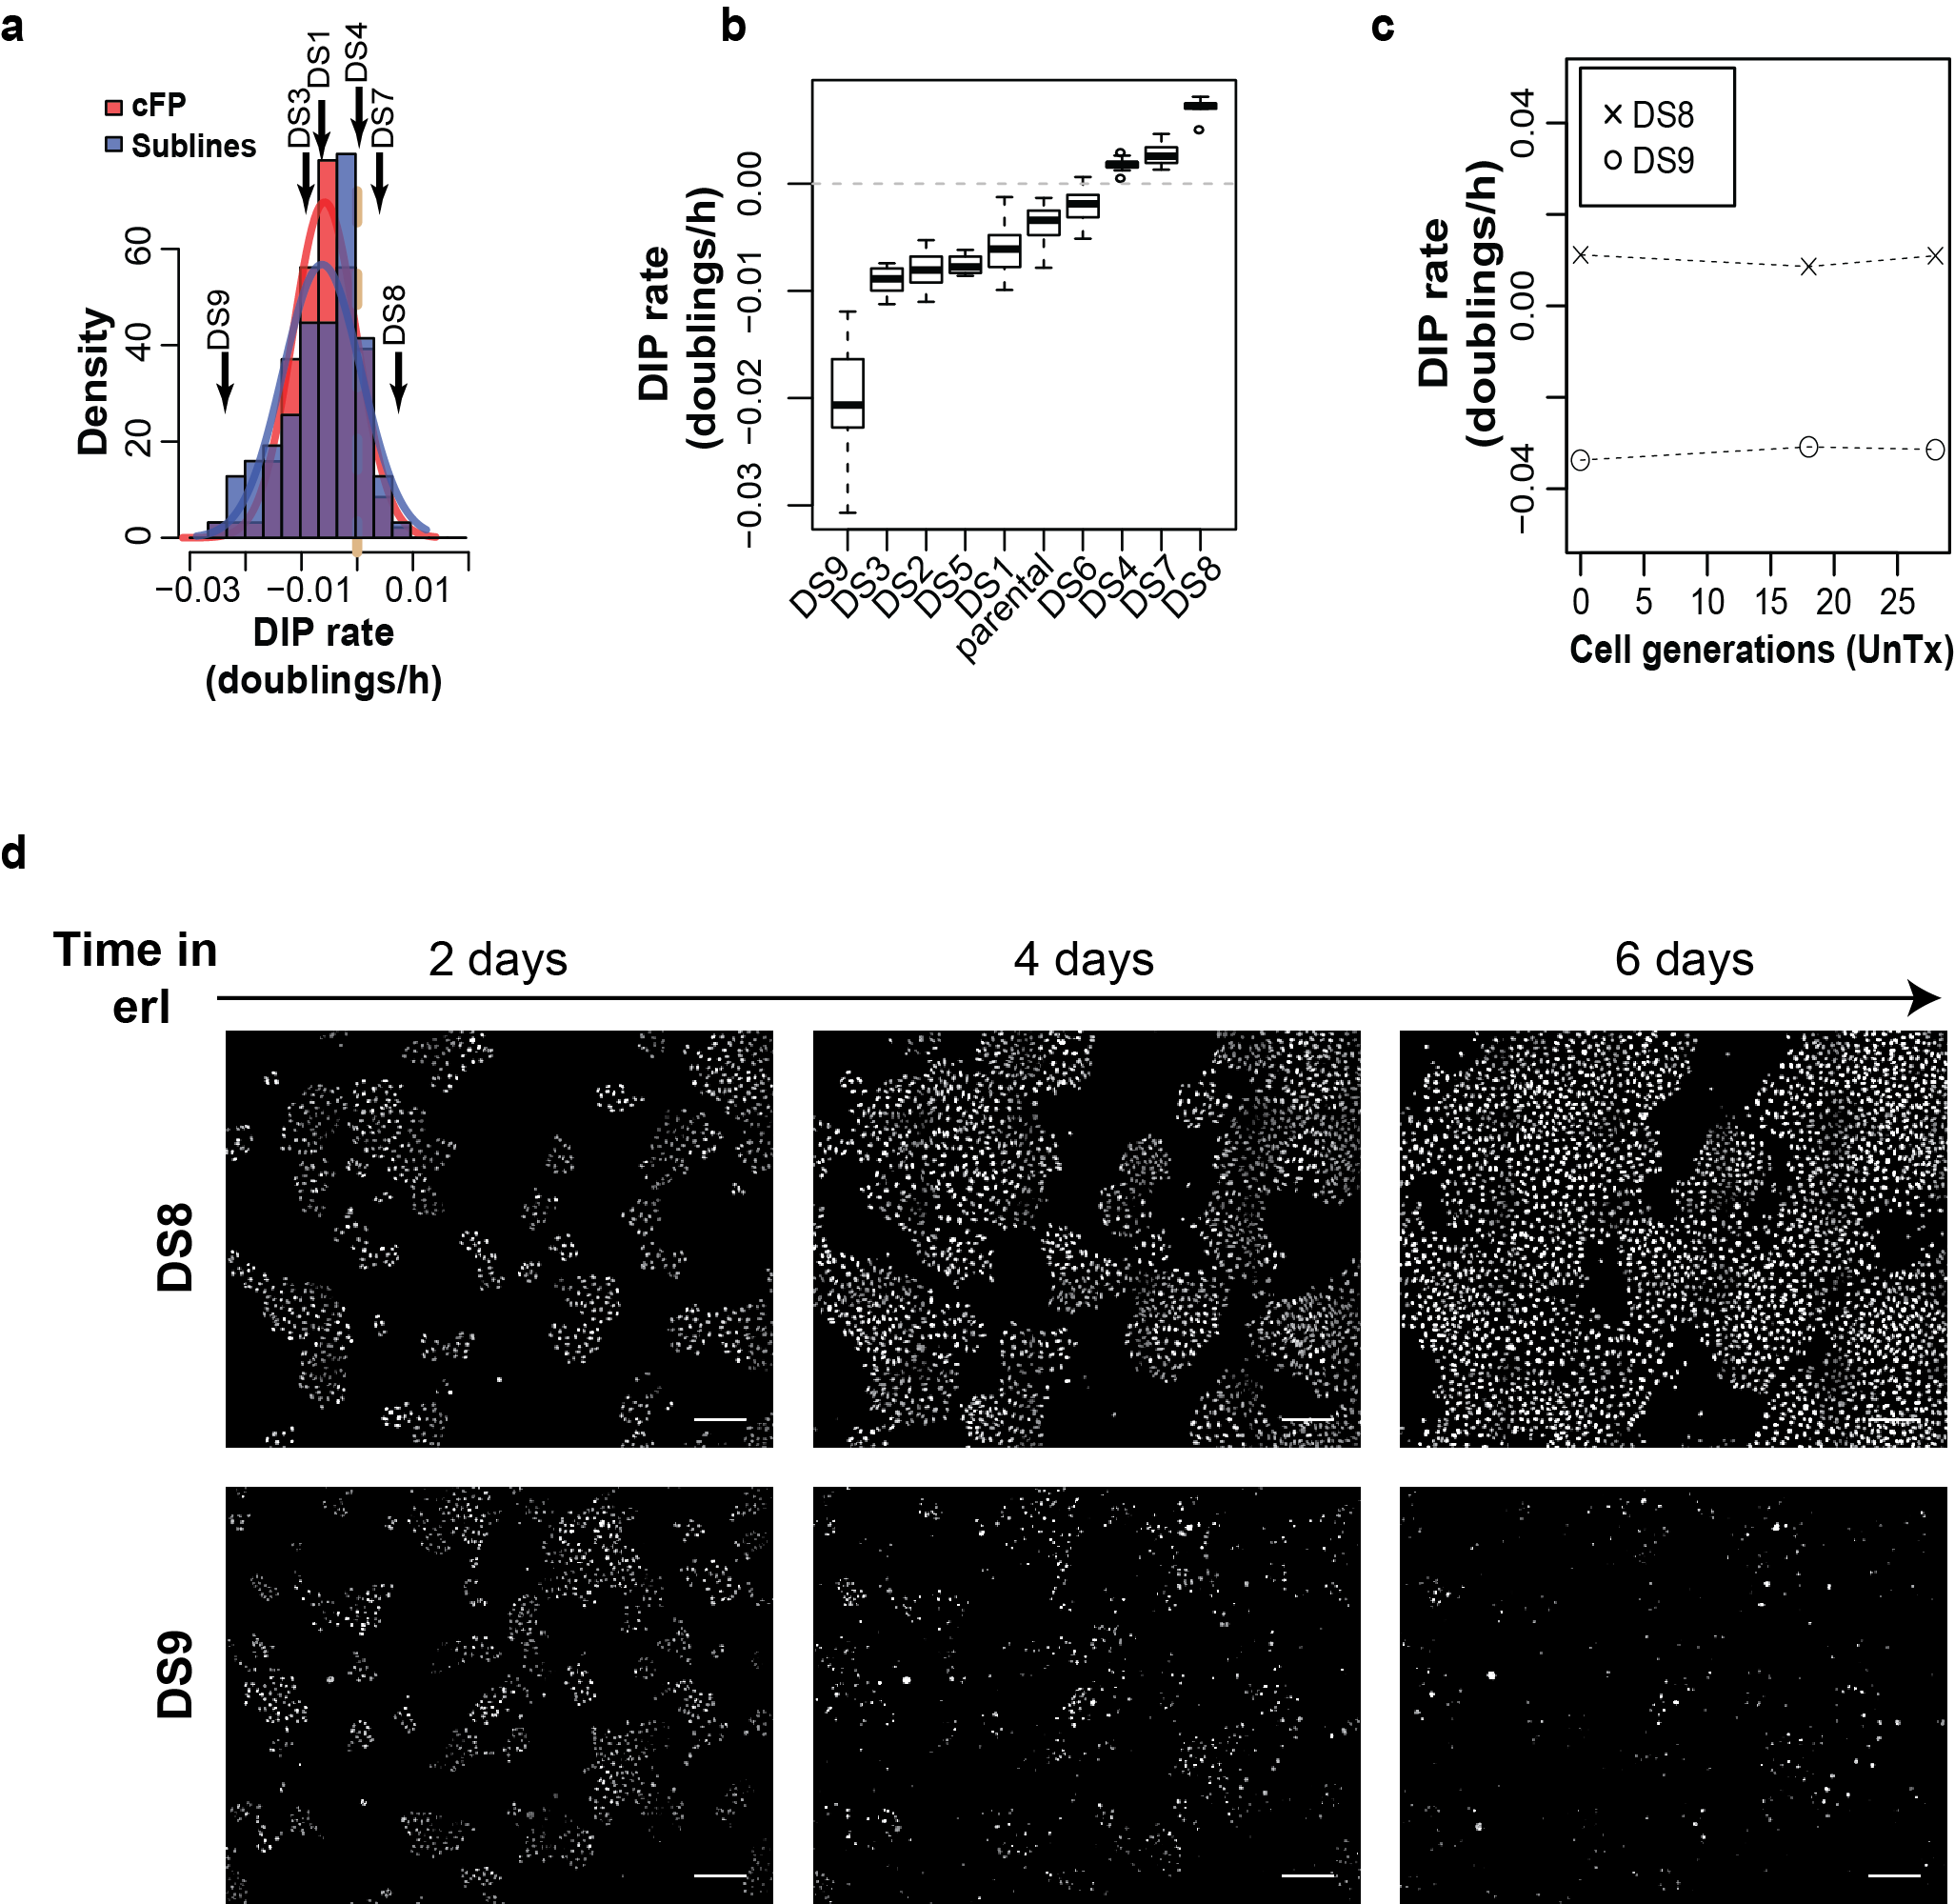 a
cFP
Sublines
DS3
DS1
DS4
DS7
DS9
DS8
Density
0
20
40
60
−0.03
−0.01
0.01
DIP rate
(doublings/h)
b
DIP rate
(doublings/h)
0.00
−0.01
−0.02
−0.03
DS9
DS3
DS2
DS5
DS1
parental
DS6
DS4
DS7
DS8
c
DS8
DS9
DIP rate
(doublings/h)
0.04
0.00
−0.04
0 5 10 15 20 25
Cell generations (UnTx)
d
Time in
erl
2 days
4 days
6 days
DS8
DS9